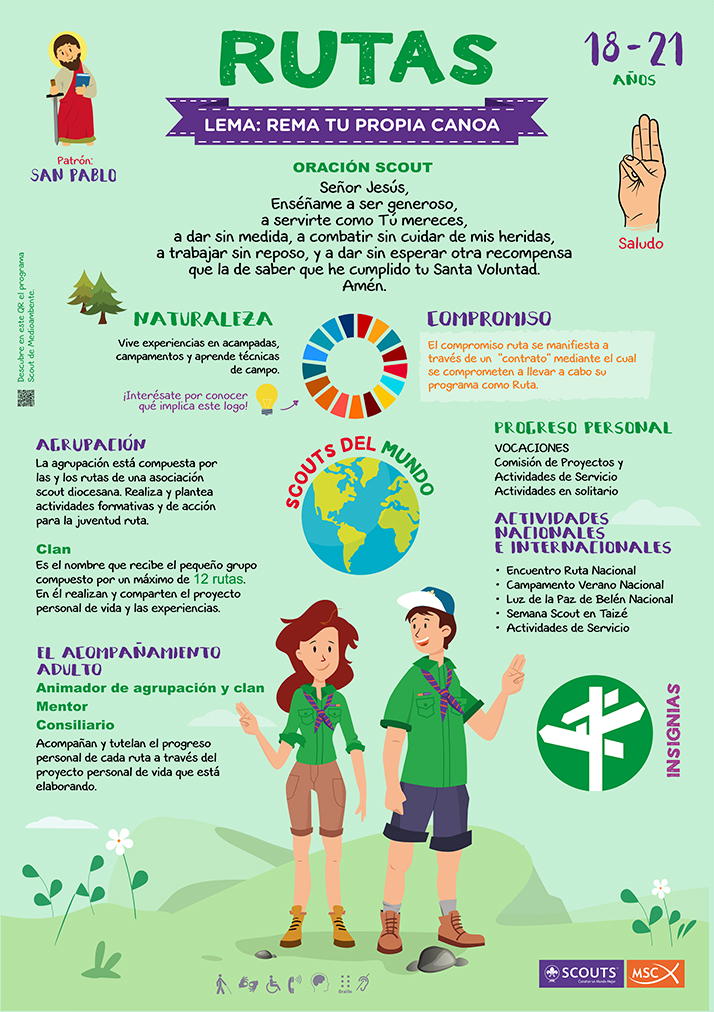 RUTAS
18-21
AÑOS
LEMA: REMA TU PROPIA CANOA
Patrón:
SAN PABLO
Saludo
ORACIÓN SCOUT
Señor Jesús,
Enséñame a ser generoso,
a servirte como Tú mereces,
a dar sin medida, a combatir sin cuidar de mis heridas,
a trabajar sin reposo, y a dar sin esperar otra recompensa
que la de saber que he cumplido tu Santa Voluntad.
Amén.
Descubre en este QR el programa
Scout de Medioambente.
NATURALEZA
Vive experiencias en acampadas,
campamentos y aprende técnicas
de campo.
¡Interésate por conocer
qué implica este logo!
COMPROMISO
El compromiso ruta se manifiesta a
través de un "contrato" mediante el cual
se comprometen a llevar a cabo su
programa como Ruta.
AGRUPACIÓN
La agrupación está compuesta por
las y los rutas de una asociación
scout diocesana. Realiza y plantea
actividades formativas y de acción
para la juventud ruta.
Clan
Es el nombre que recibe el pequeño grupo
compuesto por un máximo de 12 rutas.
En él realizan y comparten el proyecto
personal de vida y las experiencias.
SCOUTS DEL MUNDO
PROGRESO PERSONAL
VOCACIONES
Comisión de Proyectos y
Actividades de Servicio
Actividades en solitario
ACTIVIDADES
NACIONALES
E INTERNACIONALES
• Encuentro Ruta Nacional
• Campamento Verano Nacional
• Luz de la Paz de Belén Nacional
• Semana Scout en Taizé
• Actividades de Servicio
EL ACOMPAÑAMIENTO
ADULTO
Animador de agrupación y clan
Mentor
Consiliario
Acompañan y tutelan el progreso
personal de cada ruta a través del
proyecto personal de vida que está
elaborando.
INSIGNIAS
Braille
SCOUTS
Construir un Mundo Mejor
MSC